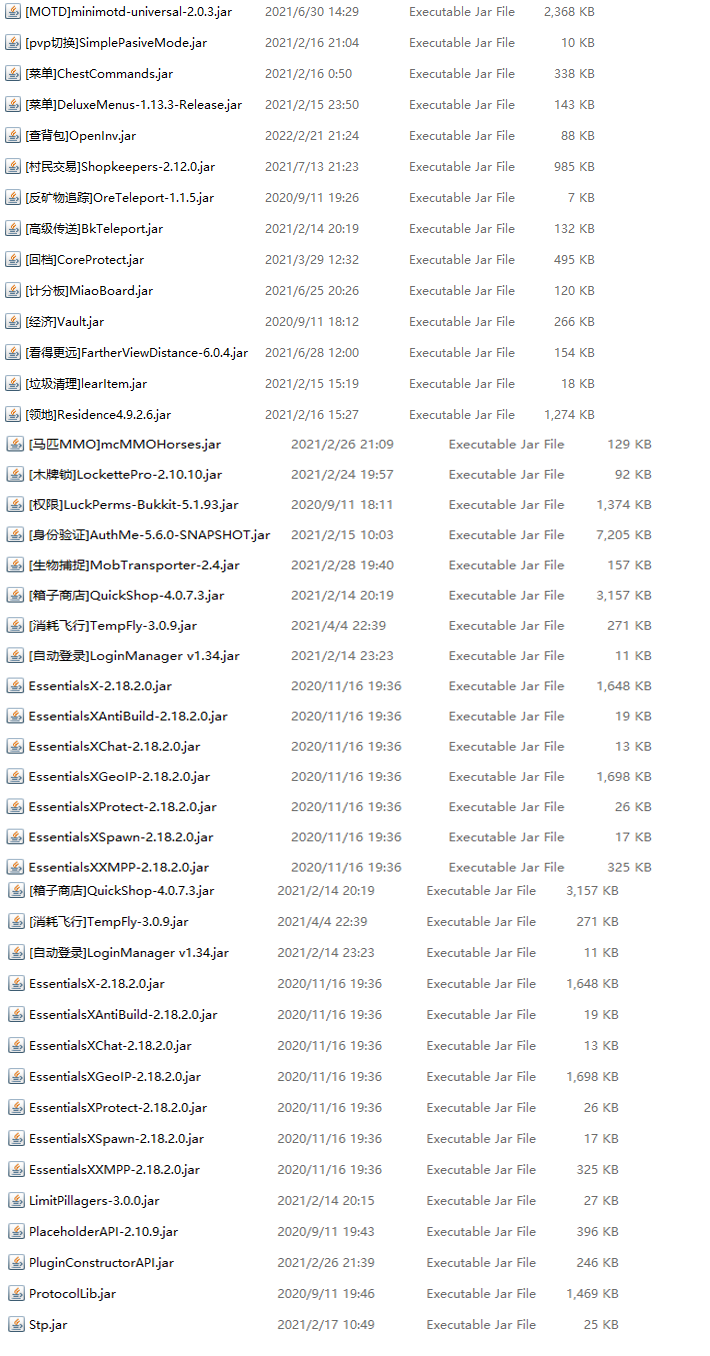 [MOTD]minimotd-universal-2.0.3.jar 2021/6/30 14:29 Executable Jar File 2,368 KB
[pvp切换]SimplePasiveMode.jar 2021/2/16 21:04 Executable Jar File 10 KB
[菜单]ChestCommands.jar 2021/2/16 0:50 Executable Jar File 338 KB
[菜单]DeluxeMenus-1.13.3-Release.jar 2021/2/15 23:50 Executable Jar File 143 KB
[查背包]OpenInv.jar 2022/2/21 21:24 Executable Jar File 88 KB
[村民交易]Shopkeepers-2.12.0.jar 2021/7/13 21:23 Executable Jar File 985 KB
[反矿物追踪]OreTeleport-1.1.5.jar 2020/9/11 19:26 Executable Jar File 7 KB
[高级传送]BkTeleport.jar 2021/2/14 20:19 Executable Jar File 132 KB
[回档]CoreProtect.jar 2021/3/29 12:32 Executable Jar File 495 KB
[计分板]MiaoBoard.jar 2021/6/25 20:26 Executable Jar File 120 KB
[经济]Vault.jar 2020/9/11 18:12 Executable Jar File 266 KB
[看得更远]FartherViewDistance-6.0.4.jar 2021/6/28 12:00 Executable Jar File 154 KB
[垃圾清理]learItem.jar 2021/2/15 15:19 Executable Jar File 18 KB
[领地]Residence4.9.2.6.jar 2021/2/16 15:27 Executable Jar File 1,274 KB
[马匹MMO]mcMMOHorses.jar 2021/2/26 21:09 Executable Jar File 129 KB
[木牌锁]LockettePro-2.10.10.jar 2021/2/24 19:57 Executable Jar File 92 KB
[权限]LuckPerms-Bukkit-5.1.93.jar 2020/9/11 18:11 Executable Jar File 1,374 KB
[身份验证]AuthMe-5.6.0-SNAPSHOT.jar 2021/2/15 10:03 Executable Jar File 7,205 KB
[生物捕捉]MobTransporter-2.4.jar 2021/2/28 19:40 Executable Jar File 157 KB
[箱子商店]QuickShop-4.0.7.3.jar 2021/2/14 20:19 Executable Jar File 3,157 KB
[消耗飞行]TempFly-3.0.9.jar 2021/4/4 22:39 Executable Jar File 271 KB
[自动登录]LoginManager v1.34.jar 2021/2/14 23:23 Executable Jar File 11 KB
EssentialsX-2.18.2.0.jar 2020/11/16 19:36 Executable Jar File 1,648 KB
EssentialsXAntiBuild-2.18.2.0.jar 2020/11/16 19:36 Executable Jar File 19 KB
EssentialsXChat-2.18.2.0.jar 2020/11/16 19:36 Executable Jar File 13 KB
EssentialsXGeoIP-2.18.2.0.jar 2020/11/16 19:36 Executable Jar File 1,698 KB
EssentialsXProtect-2.18.2.0.jar 2020/11/16 19:36 Executable Jar File 26 KB
EssentialsXSpawn-2.18.2.0.jar 2020/11/16 19:36 Executable Jar File 17 KB
EssentialsXXMPP-2.18.2.0.jar 2020/11/16 19:36 Executable Jar File 325 KB
[箱子商店]QuickShop-4.0.7.3.jar 2021/2/14 20:19 Executable Jar File 3,157 KB
[消耗飞行]TempFly-3.0.9.jar 2021/4/4 22:39 Executable Jar File 271 KB
[自动登录]LoginManager v1.34.jar 2021/2/14 23:23 Executable Jar File 11 KB
EssentialsX-2.18.2.0.jar 2020/11/16 19:36 Executable Jar File 1,648 KB
EssentialsXAntiBuild-2.18.2.0.jar 2020/11/16 19:36 Executable Jar File 19 KB
EssentialsXChat-2.18.2.0.jar 2020/11/16 19:36 Executable Jar File 13 KB
EssentialsXGeoIP-2.18.2.0.jar 2020/11/16 19:36 Executable Jar File 1,698 KB
EssentialsXProtect-2.18.2.0.jar 2020/11/16 19:36 Executable Jar File 26 KB
EssentialsXSpawn-2.18.2.0.jar 2020/11/16 19:36 Executable Jar File 17 KB
EssentialsXXMPP-2.18.2.0.jar 2020/11/16 19:36 Executable Jar File 325 KB
LimitPillagers-3.0.0.jar 2021/2/14 20:15 Executable Jar File 27 KB
PlaceholderAPI-2.10.9.jar 2020/9/11 19:43 Executable Jar File 396 KB
PluginConstructorAPI.jar 2021/2/26 21:39 Executable Jar File 246 KB
ProtocolLib.jar 2020/9/11 19:46 Executable Jar File 1,469 KB
Stp.jar 2021/2/17 10:49 Executable Jar File 25 KB